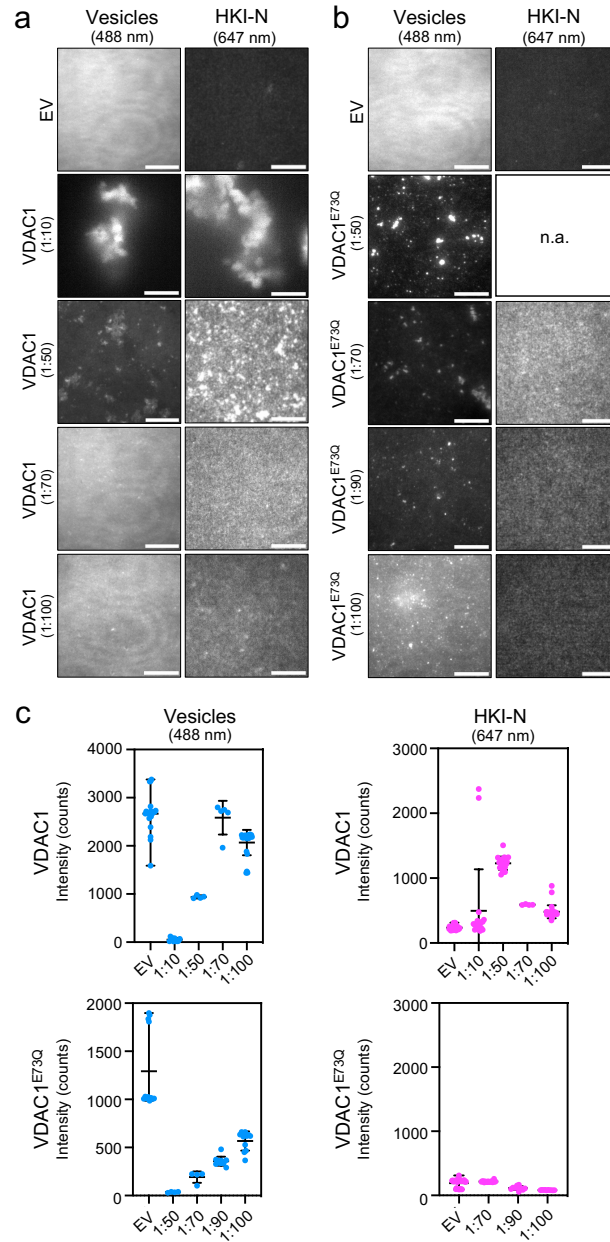 a
Vesicles
(488 nm)
HKI-N
(647 nm)
EV
VDAC1
(1:10)
VDAC1
(1:50)
VDAC1
(1:70)
VDAC1
(1:100)
b
Vesicles
(488 nm)
HKI-N
(647 nm)
EV
VDAC1E73Q
(1:50)
n.a.
VDAC1E73Q
(1:70)
VDAC1E73Q
(1:90)
VDAC1E73Q
(1:100)
c
Vesicles
(488 nm)
VDAC1
Intensity (counts)
4000
3000
2000
1000
0
EV
1:10
1:50
1:70
1:100
HKI-N
(647 nm)
VDAC1
Intensity (counts)
3000
2000
1000
0
EV
1:10
1:50
1:70
1:100
VDAC1E73Q
Intensity (counts)
2000
1500
1000
500
0
EV
1:50
1:70
1:90
1:100
VDAC1E73Q
Intensity (counts)
3000
2000
1000
0
EV
1:70
1:90
1:100